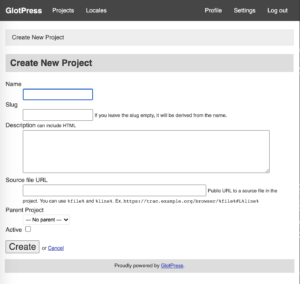 GlotPress Projects Locales Profile Settings Log out
Create New Project
Create New Project
Name
Slug
If you leave the slug empty, it will be derived from the name.
Description can include HTML
Source file URL
Public URL to a source file in the
project. You can use %file% and %line%. Ex. https://trac.example.org/browser/%file%#L%line%
Parent Project
— No parent —
Active
Create or Cancel
Proudly powered by GlotPress.